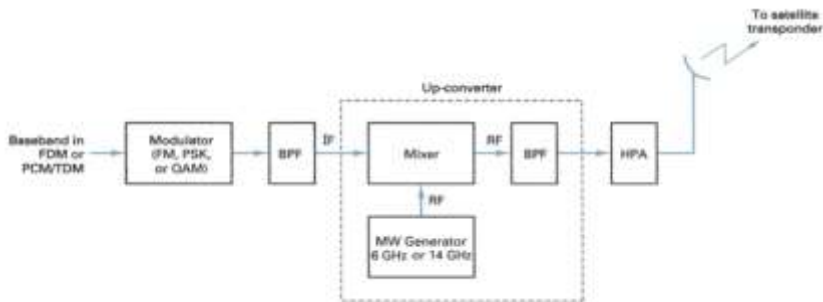 To satellite
transponder
Up-converter
Baseband in
FDM or
PCM/TDM
Modulator
(FM, PSK,
or QAM)
BPF
IF
Mixer
RF
BPF
HPA
RF
MW Generator
6 GHz or 14 GHz